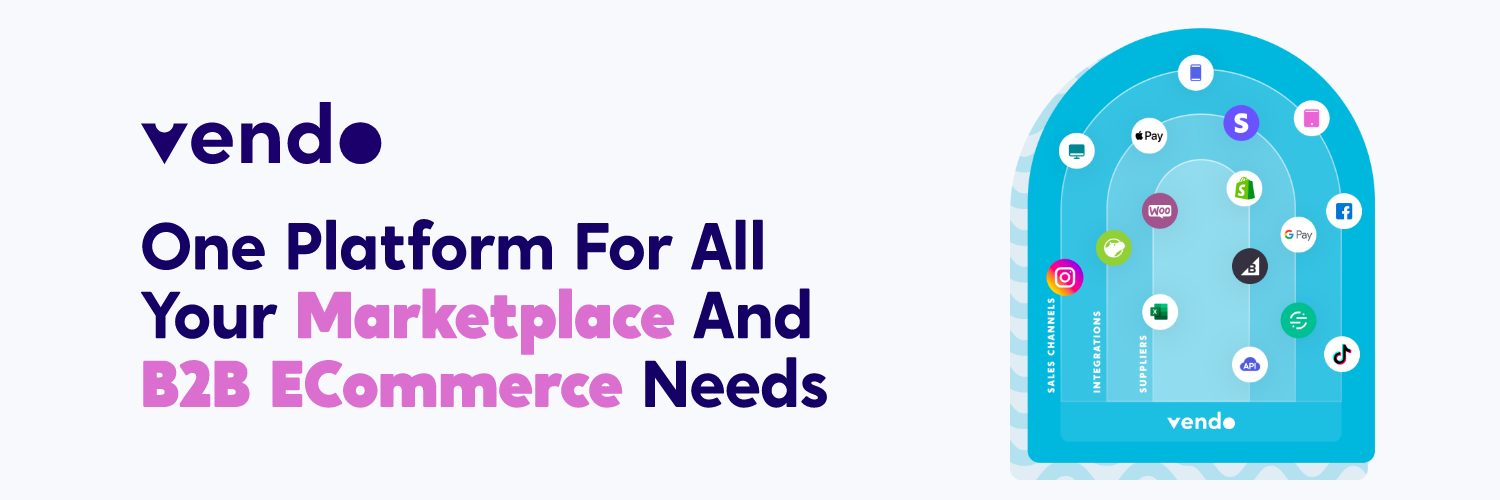 vendo
One Platform For All
Your Marketplace And
B2B ECommerce Needs
Pay
S
S
WOO
G Pay
B
X
API
SALES CHANNELS
INTEGRATIONS
SUPPLIERS
vendo